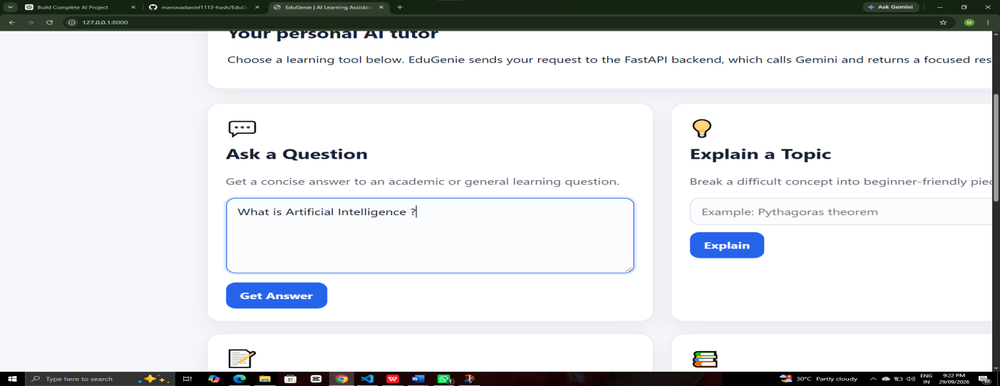 Build Complete AI Project
manovadaniel1113-hash/EduGe
EduGenie | AI Learning Assistan
Ask Gemini
127.0.0.1:8000
M
Your personal AI tutor
Choose a learning tool below. EduGenie sends your request to the FastAPI backend, which calls Gemini and returns a focused res
Ask a Question
Get a concise answer to an academic or general learning question.
What is Artificial Intelligence ?
Get Answer
Explain a Topic
Break a difficult concept into beginner-friendly piec
Example: Pythagoras theorem
Explain
Type here to search
30°C Partly cloudy
ENG
IN
9:22 PM
29/09/2026
10